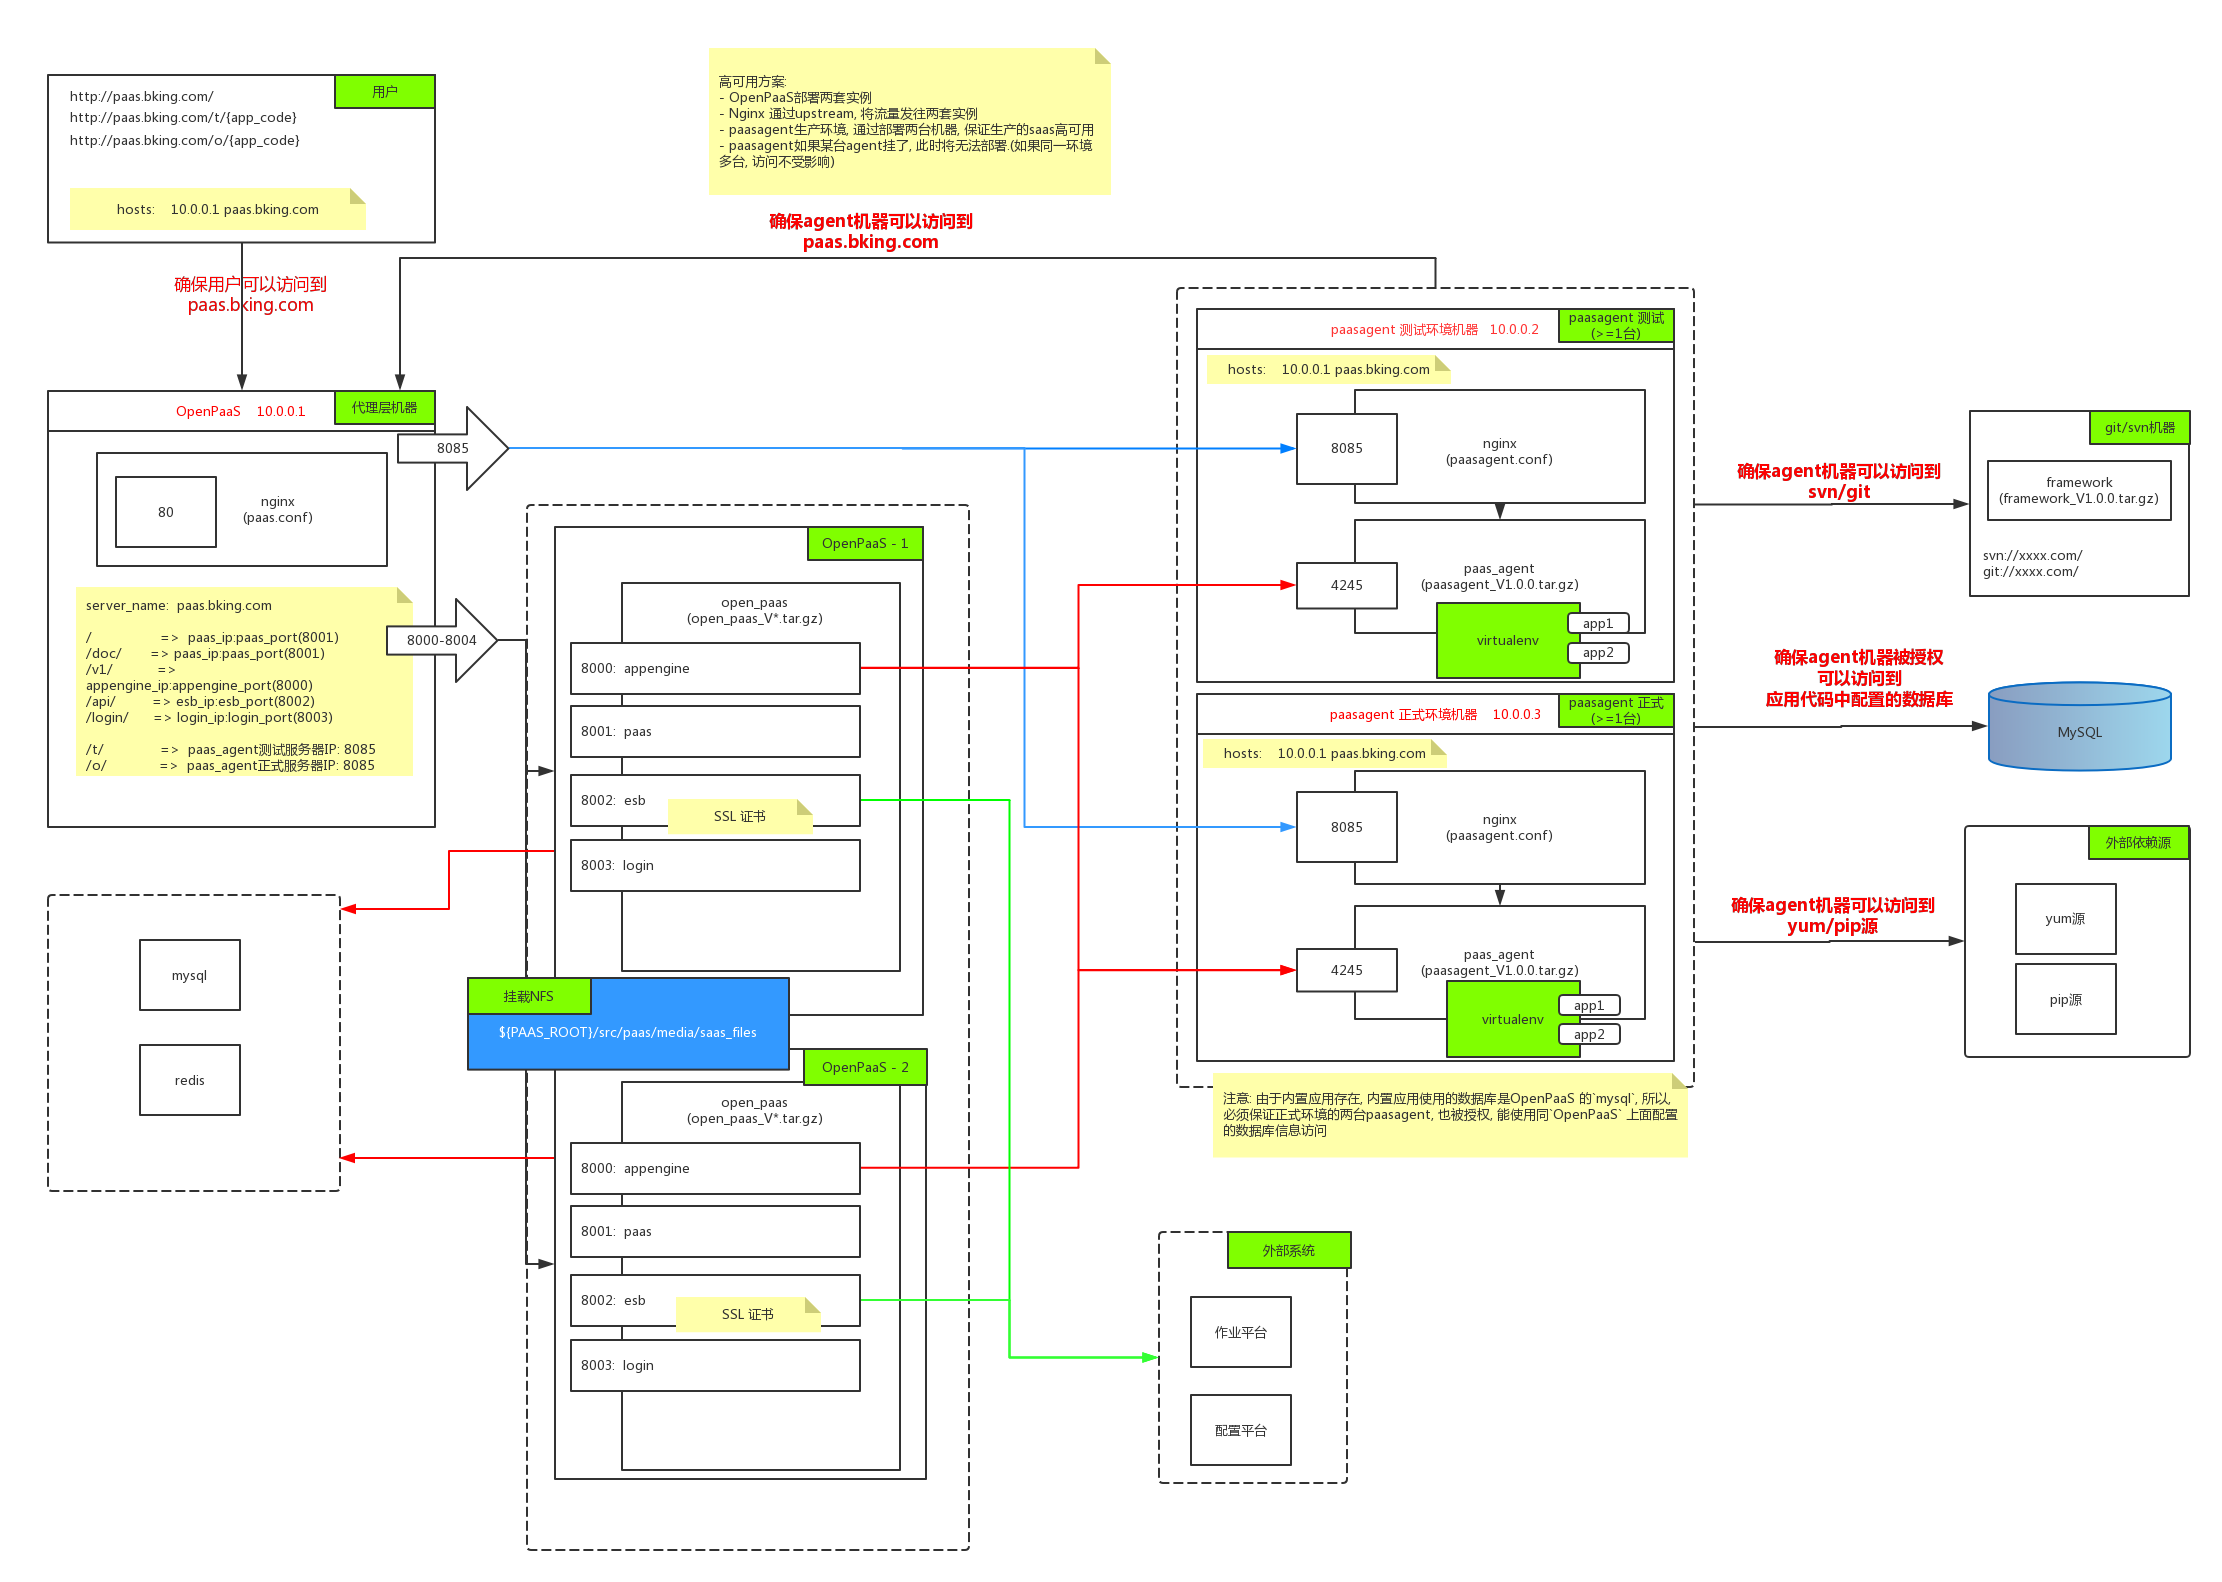 用户
http://paas.bking.com/
http://paas.bking.com/t/{app_code}
http://paas.bking.com/o/{app_code}
hosts:    10.0.0.1 paas.bking.com
高可用方案:
- OpenPaaS部署两套实例
- Nginx 通过upstream, 将流量发往两套实例
- paasagent生产环境, 通过部署两台机器, 保证生产的saas高可用
- paasagent如果某台agent挂了, 此时将无法部署.(如果同一环境
多台, 访问不受影响)
确保agent机器可以访问到
paas.bking.com
确保用户可以访问到
paas.bking.com
OpenPaaS    10.0.0.1
代理层机器
8085
80
nginx
(paas.conf)
server_name:  paas.bking.com
/                  =>  paas_ip:paas_port(8001)
/doc/       => paas_ip:paas_port(8001)
/v1/           =>
appengine_ip:appengine_port(8000)
/api/         => esb_ip:esb_port(8002)
/login/      => login_ip:login_port(8003)
/t/              =>  paas_agent测试服务器IP: 8085
/o/             =>  paas_agent正式服务器IP: 8085
8000-8004
OpenPaaS - 1
open_paas
(open_paas_V*.tar.gz)
8000:  appengine
8001:  paas
8002:  esb
SSL 证书
8003:  login
挂载NFS
${PAAS_ROOT}/src/paas/media/saas_files
OpenPaaS - 2
open_paas
(open_paas_V*.tar.gz)
8000:  appengine
8001:  paas
8002:  esb
SSL 证书
8003:  login
mysql
redis
paasagent 测试环境机器   10.0.0.2
paasagent 测试
(>=1台)
hosts:    10.0.0.1 paas.bking.com
8085
nginx
(paasagent.conf)
4245
paas_agent
(paasagent_V1.0.0.tar.gz)
virtualenv
app1
app2
paasagent 正式环境机器    10.0.0.3
paasagent 正式
(>=1台)
hosts:    10.0.0.1 paas.bking.com
8085
nginx
(paasagent.conf)
4245
paas_agent
(paasagent_V1.0.0.tar.gz)
virtualenv
app1
app2
注意: 由于内置应用存在, 内置应用使用的数据库是OpenPaaS 的`mysql`, 所以,
必须保证正式环境的两台paasagent, 也被授权, 能使用同`OpenPaaS` 上面配置
的数据库信息访问
外部系统
作业平台
配置平台
确保agent机器可以访问到
svn/git
git/svn机器
framework
(framework_V1.0.0.tar.gz)
svn://xxxx.com/
git://xxxx.com/
确保agent机器被授权
可以访问到
应用代码中配置的数据库
MySQL
确保agent机器可以访问到
yum/pip源
外部依赖源
yum源
pip源